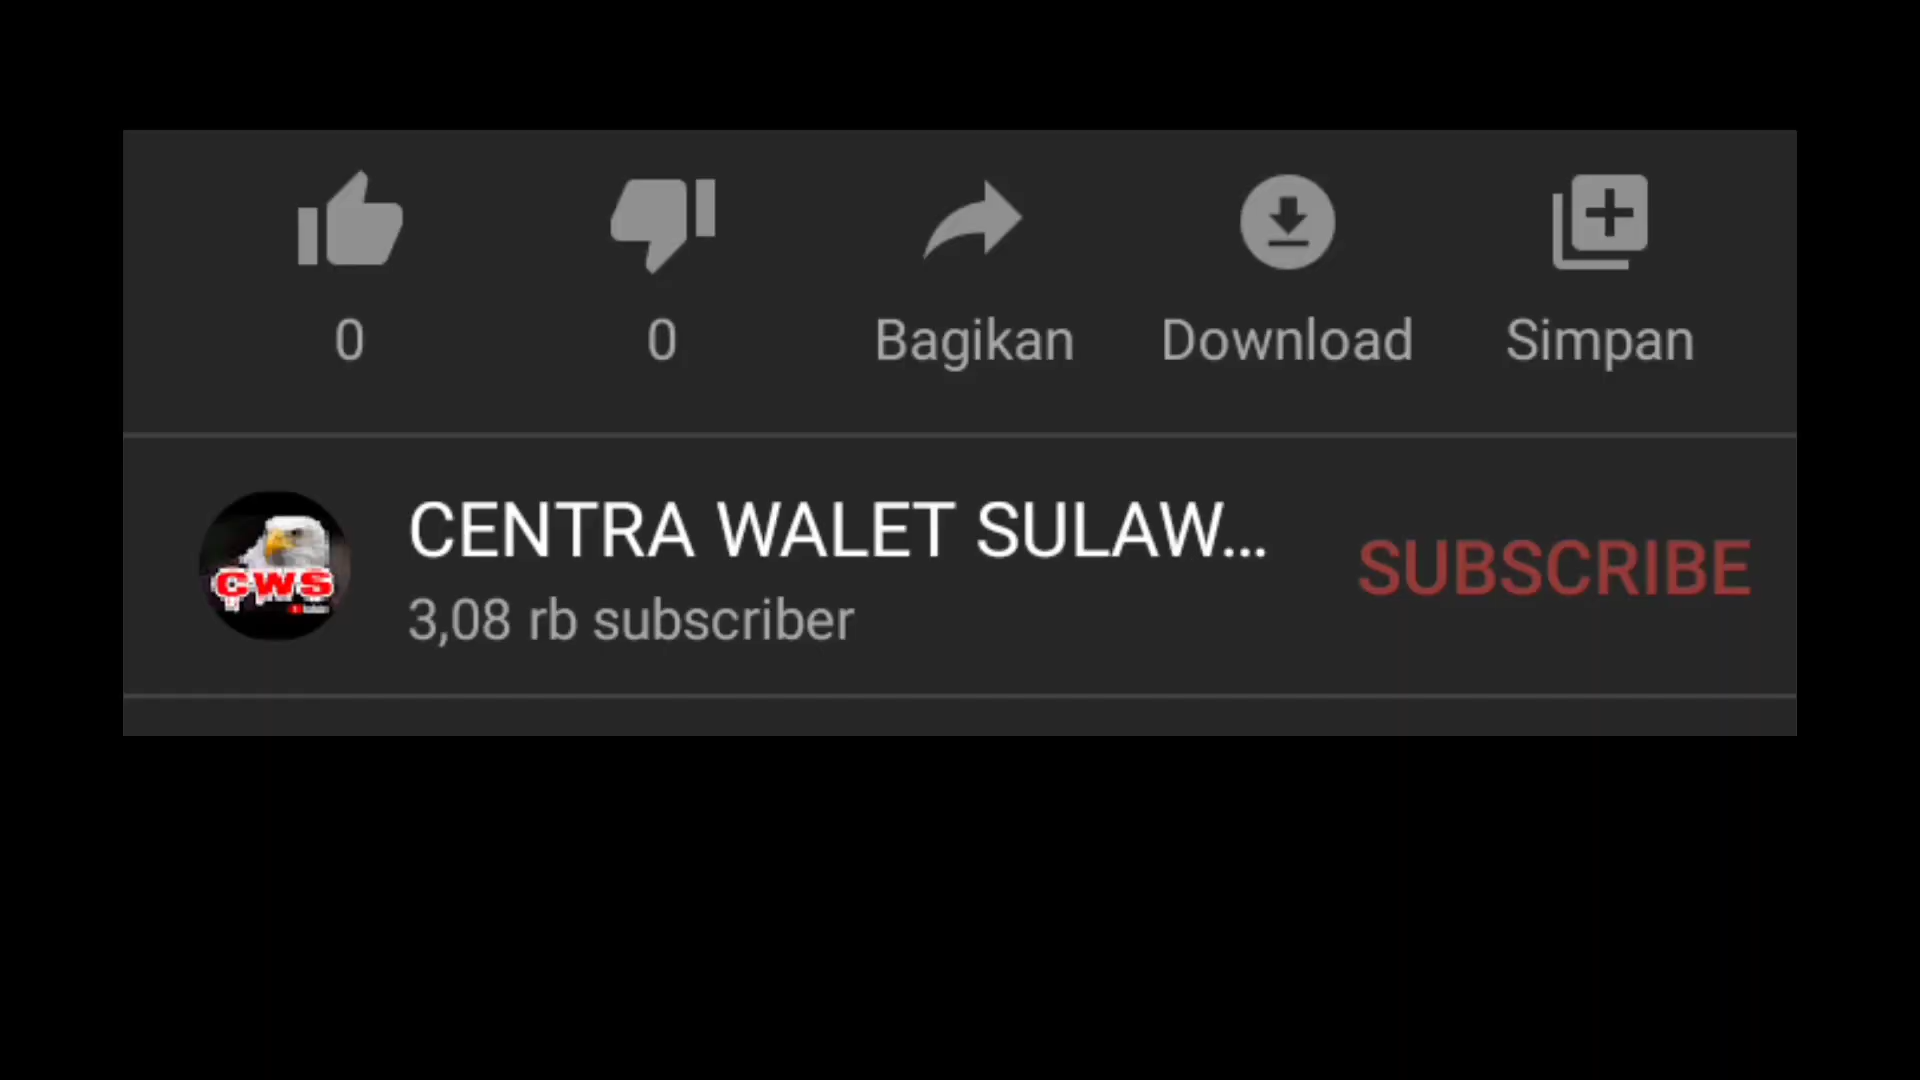 0
0
Bagikan
Download
Simpan
CENTRA WALET SULAW...
SUBSCRIBE
3,08 rb subscriber
CWS